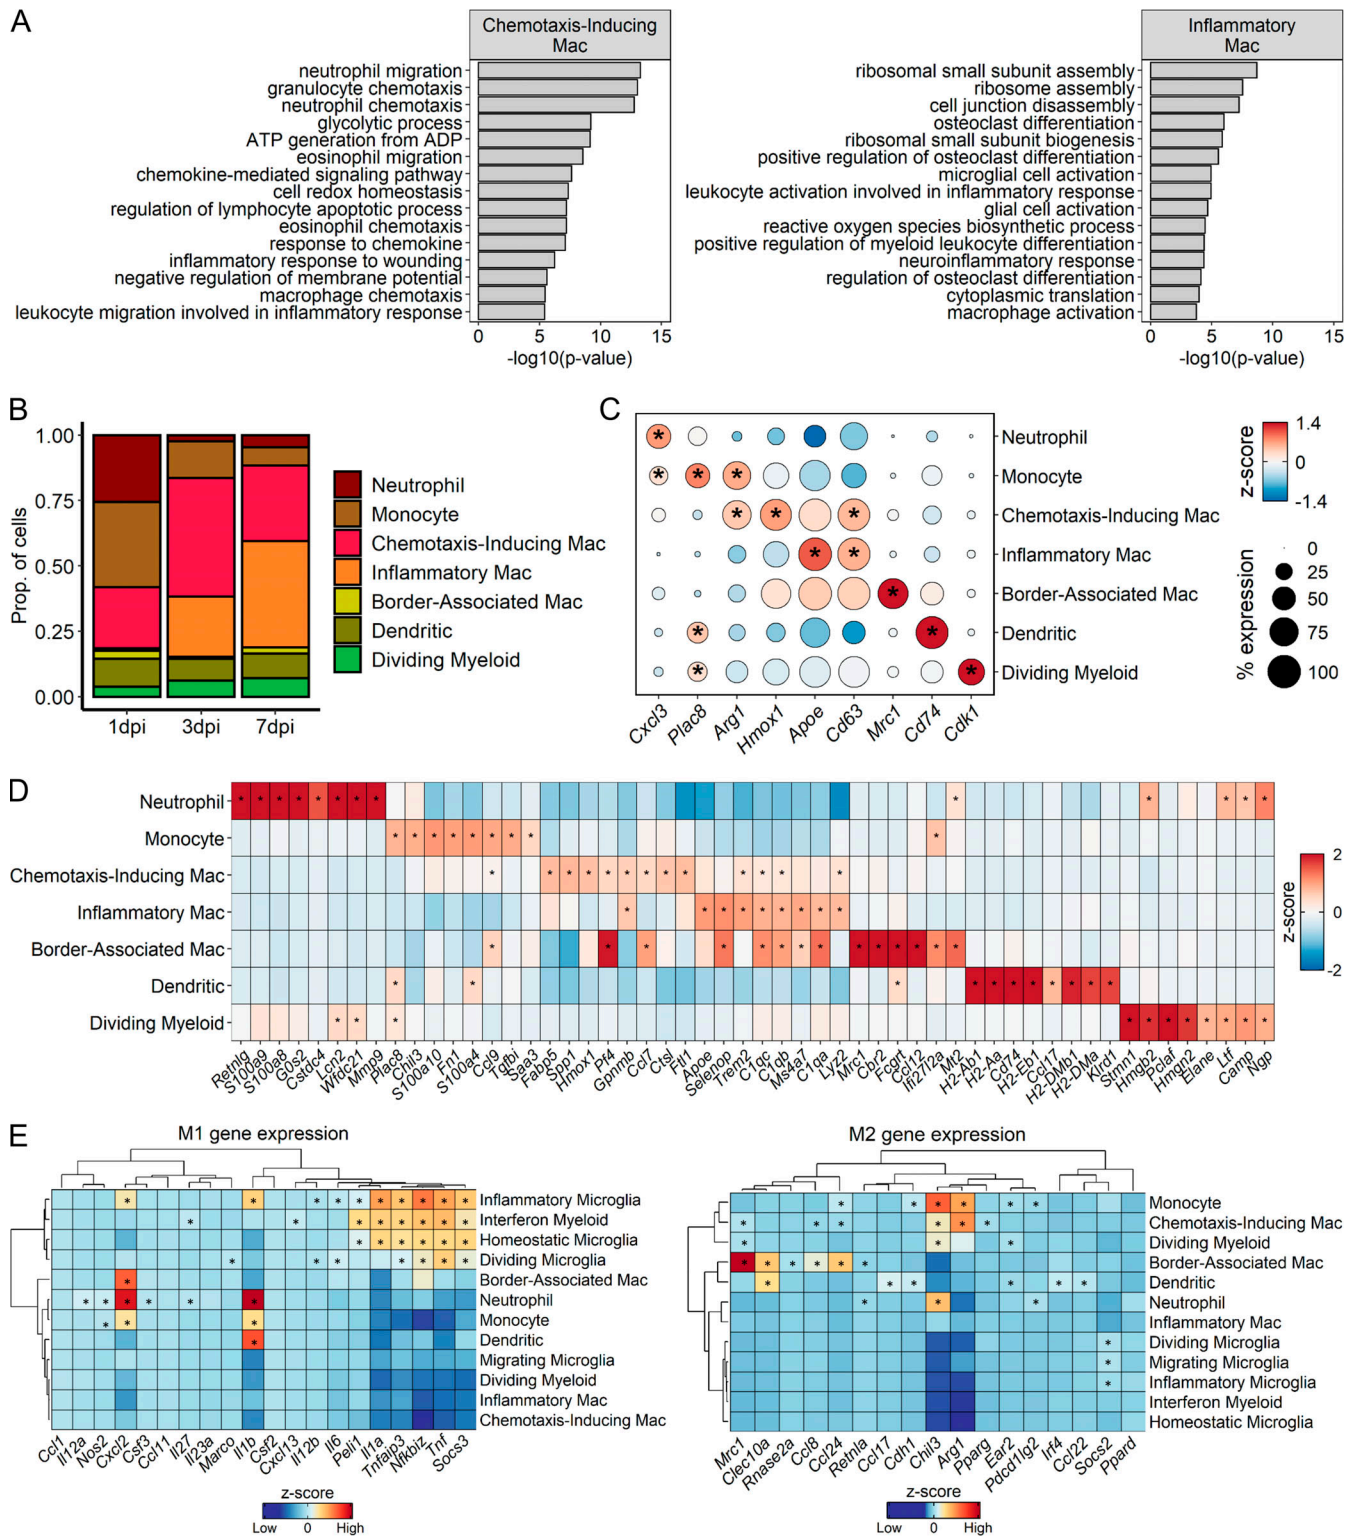 A
Chemotaxis-Inducing
Mac
neutrophil migration
granulocyte chemotaxis
neutrophil chemotaxis
glycolytic process
ATP generation from ADP
eosinophil migration
chemokine-mediated signaling pathway
cell redox homeostasis
regulation of lymphocyte apoptotic process
eosinophil chemotaxis
response to chemokine
inflammatory response to wounding
negative regulation of membrane potential
macrophage chemotaxis
leukocyte migration involved in inflammatory response
0 5 10 15
-log10(p-value)
Inflammatory
Mac
ribosomal small subunit assembly
ribosome assembly
cell junction disassembly
osteoclast differentiation
ribosomal small subunit biogenesis
positive regulation of osteoclast differentiation
microglial cell activation
leukocyte activation involved in inflammatory response
glial cell activation
reactive oxygen species biosynthetic process
positive regulation of myeloid leukocyte differentiation
neuroinflammatory response
regulation of osteoclast differentiation
cytoplasmic translation
macrophage activation
0 5 10 15
-log10(p-value)
B
Prop. of cells
1.00
0.75
0.50
0.25
0.00
1dpi 3dpi 7dpi
Neutrophil
Monocyte
Chemotaxis-Inducing Mac
Inflammatory Mac
Border-Associated Mac
Dendritic
Dividing Myeloid
C
Neutrophil
Monocyte
Chemotaxis-Inducing Mac
Inflammatory Mac
Border-Associated Mac
Dendritic
Dividing Myeloid
Cxcl3 Plac8 Arg1 Hmox1 Apoe Cd63 Mrc1 Cd74 Cdk1
z-score
1.4
0
-1.4
% expression
0
25
50
75
100
D
Neutrophil
Monocyte
Chemotaxis-Inducing Mac
Inflammatory Mac
Border-Associated Mac
Dendritic
Dividing Myeloid
Retnlg S100a9 S100a8 G0s2 Cstdc4 Lcn2 Wfdc21 Mmp9 Plac8 Chil3 S100a10 Fn1 S100a4 Ccl9 Tgfbi Saa3 Fabp5 Spp1 Hmox1 Pf4 Gpnmb Ccl7 Ctsl Ftl1 Apoe Selenop Trem2 C1qc C1qb Ms4a7 C1qa Lyz2 Mrc1 Cbr2 Fcgrt Ccl12 Ifi27l2a Maf2 H2-Ab1 H2-Aa Cd74 H2-Eb1 Ccl17 H2-DMb1 H2-DMa Klrd1 Stmn1 Hmgb2 Pclaf Hmgn2 Elane Ltf Camp Ngp
z-score
2
0
-2
E
M1 gene expression
Inflammatory Microglia
Interferon Myeloid
Homeostatic Microglia
Dividing Microglia
Border-Associated Mac
Neutrophil
Monocyte
Dendritic
Migrating Microglia
Dividing Myeloid
Inflammatory Mac
Chemotaxis-Inducing Mac
Ccl1 Il12a Nos2 Cxcl2 Csf3 Ccl11 Il27 Il23a Marco Il1b Csf2 Cxcl13 Il12b Il6 Peli1 Il1a Tnfaip3 Nfkbiz Tnf Socs3
z-score
Low 0 High
M2 gene expression
Monocyte
Chemotaxis-Inducing Mac
Dividing Myeloid
Border-Associated Mac
Dendritic
Neutrophil
Inflammatory Mac
Dividing Microglia
Migrating Microglia
Inflammatory Microglia
Interferon Myeloid
Homeostatic Microglia
Mrc1 Clec10a Rnase2a Ccl8 Ccl24 Retnla Ccl17 Cdh1 Chil3 Arg1 Pparg Ear2 Pdcd1lg2 Irf4 Ccl22 Socs2 Ppard
z-score
Low 0 High